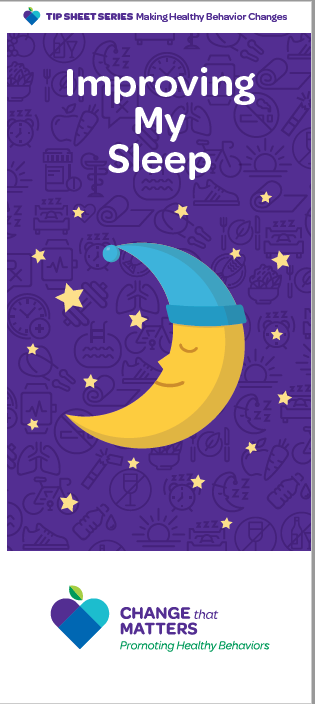 TIP SHEET SERIES Making Healthy Behavior Changes
Improving
My
Sleep
CHANGE that
MATTERS
Promoting Healthy Behaviors